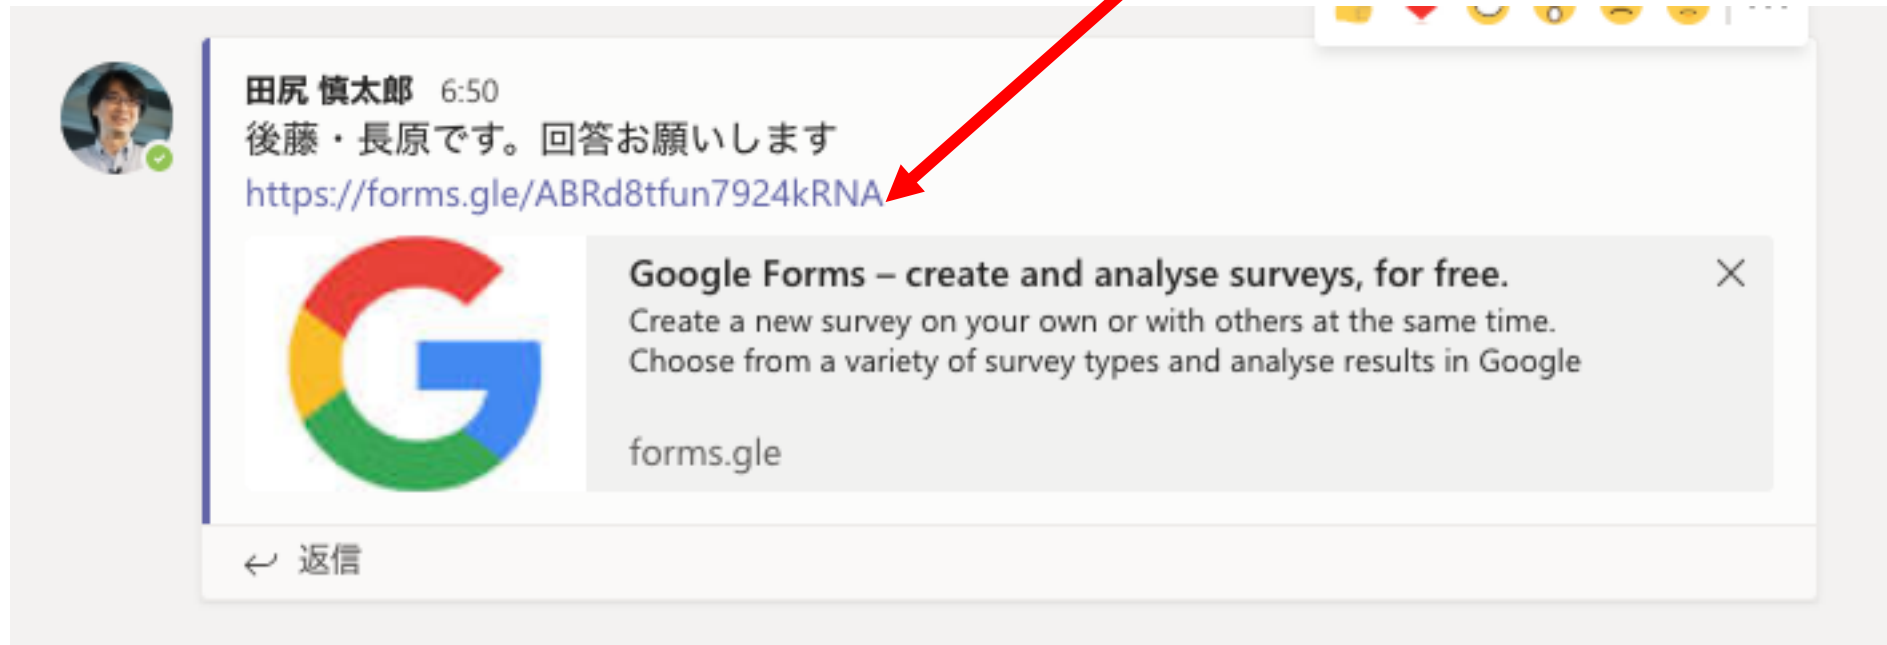 田尻 慎太郎 6:50
後藤・長原です。回答お願いします
https://forms.gle/ABRd8tfun7924kRNA
Google Forms – create and analyse surveys, for free.
Create a new survey on your own or with others at the same time.
Choose from a variety of survey types and analyse results in Google
forms.gle
返信